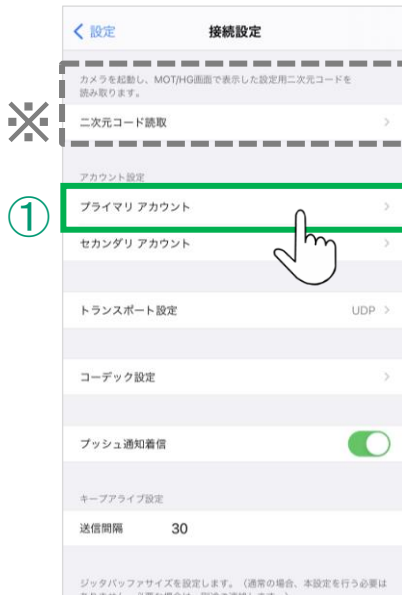 設定
接続設定
カメラを起動し、MOT/HG画面で表示した設定用二次元コードを
読み取ります。
※
二次元コード読取
アカウント設定
①
プライマリ アカウント
セカンダリ アカウント
トランスポート設定 UDP
コーデック設定
プッシュ通知着信
キープアライブ設定
送信間隔 30
ジッタバッファサイズを設定します。（通常の場合、本設定を行う必要は